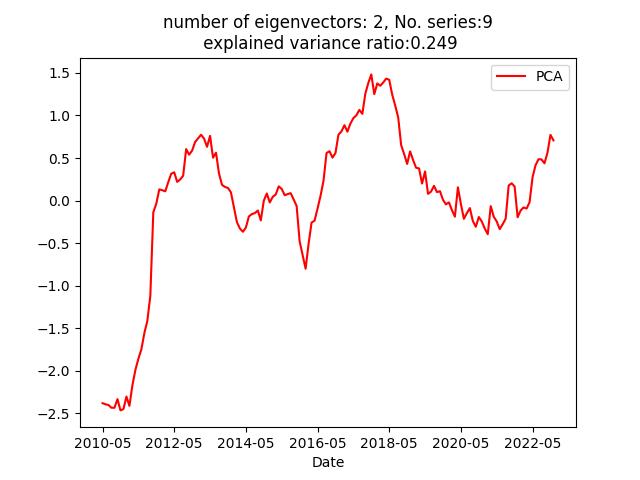 number of eigenvectors: 2, No. series:9
explained variance ratio:0.249
PCA
1.5
1.0
0.5
0.0
−0.5
−1.0
−1.5
−2.0
−2.5
2010-05 2012-05 2014-05 2016-05 2018-05 2020-05 2022-05
Date